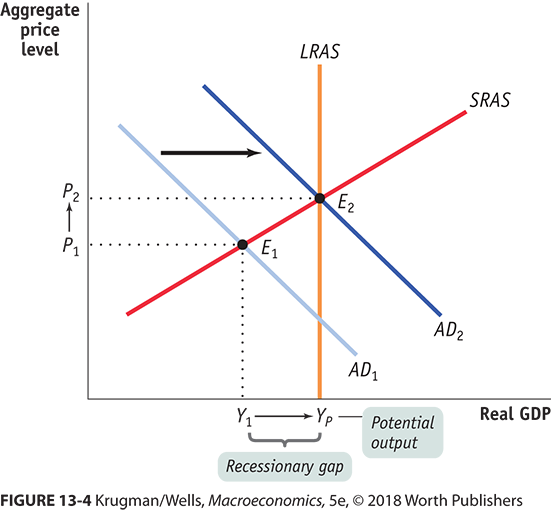 Aggregate
price
level
LRAS
SRAS
P2
P1
E2
E1
AD2
AD1
Y1
YP
Potential
output
Real GDP
Recessionary gap
FIGURE 13-4 Krugman/Wells, Macroeconomics, 5e, © 2018 Worth Publishers